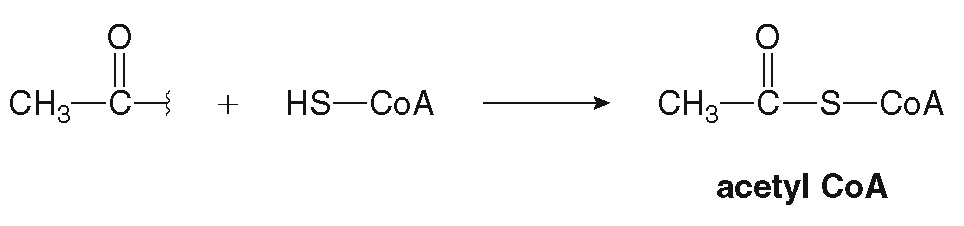 O O
CH₃—C— + HS—CoA ⟶ CH₃—C—S—CoA
acetyl CoA